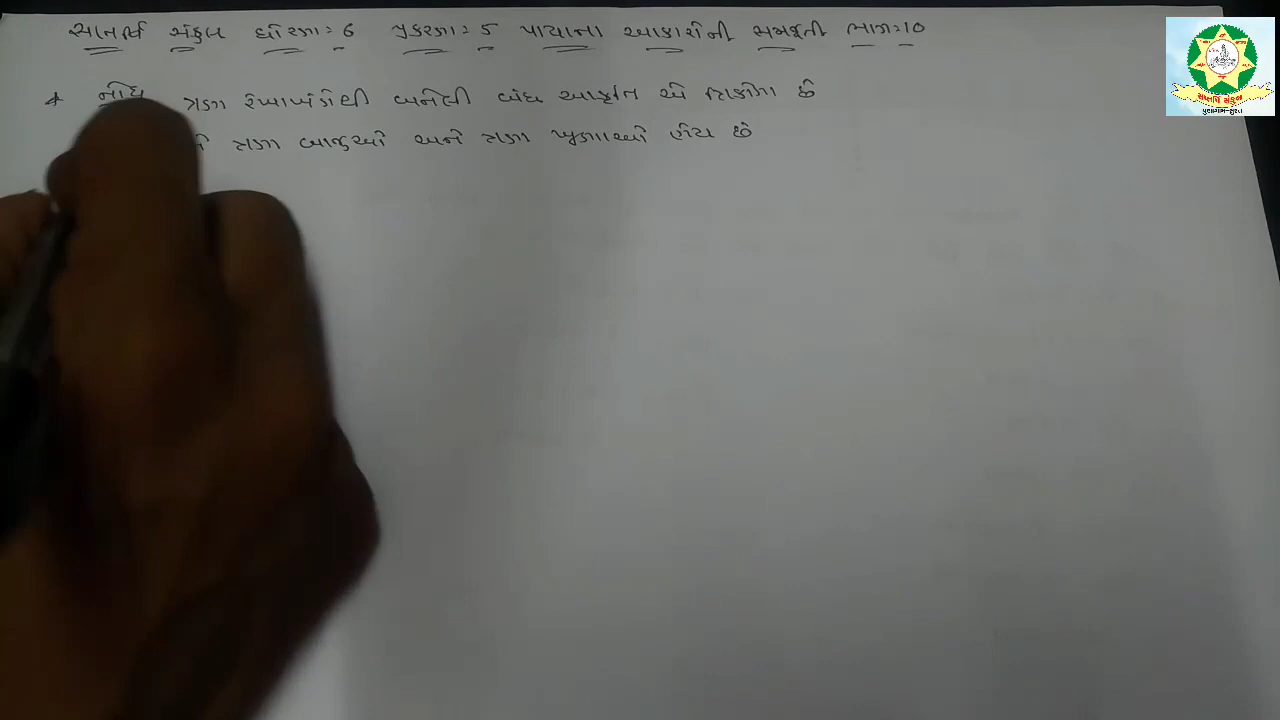 સાનર્ભ સંકુલ ધોરણ:6 પ્રકરણ:5 પાયાના આકારોની સમજૂતી ભાગ:10
* નોંધ ત્રણ રેખાખંડોથી બનેલી બંધ આકૃતિ એ ત્રિકોણ છે
ત્રણ બાજુઓ અને ત્રણ ખૂણાઓ હોય છે